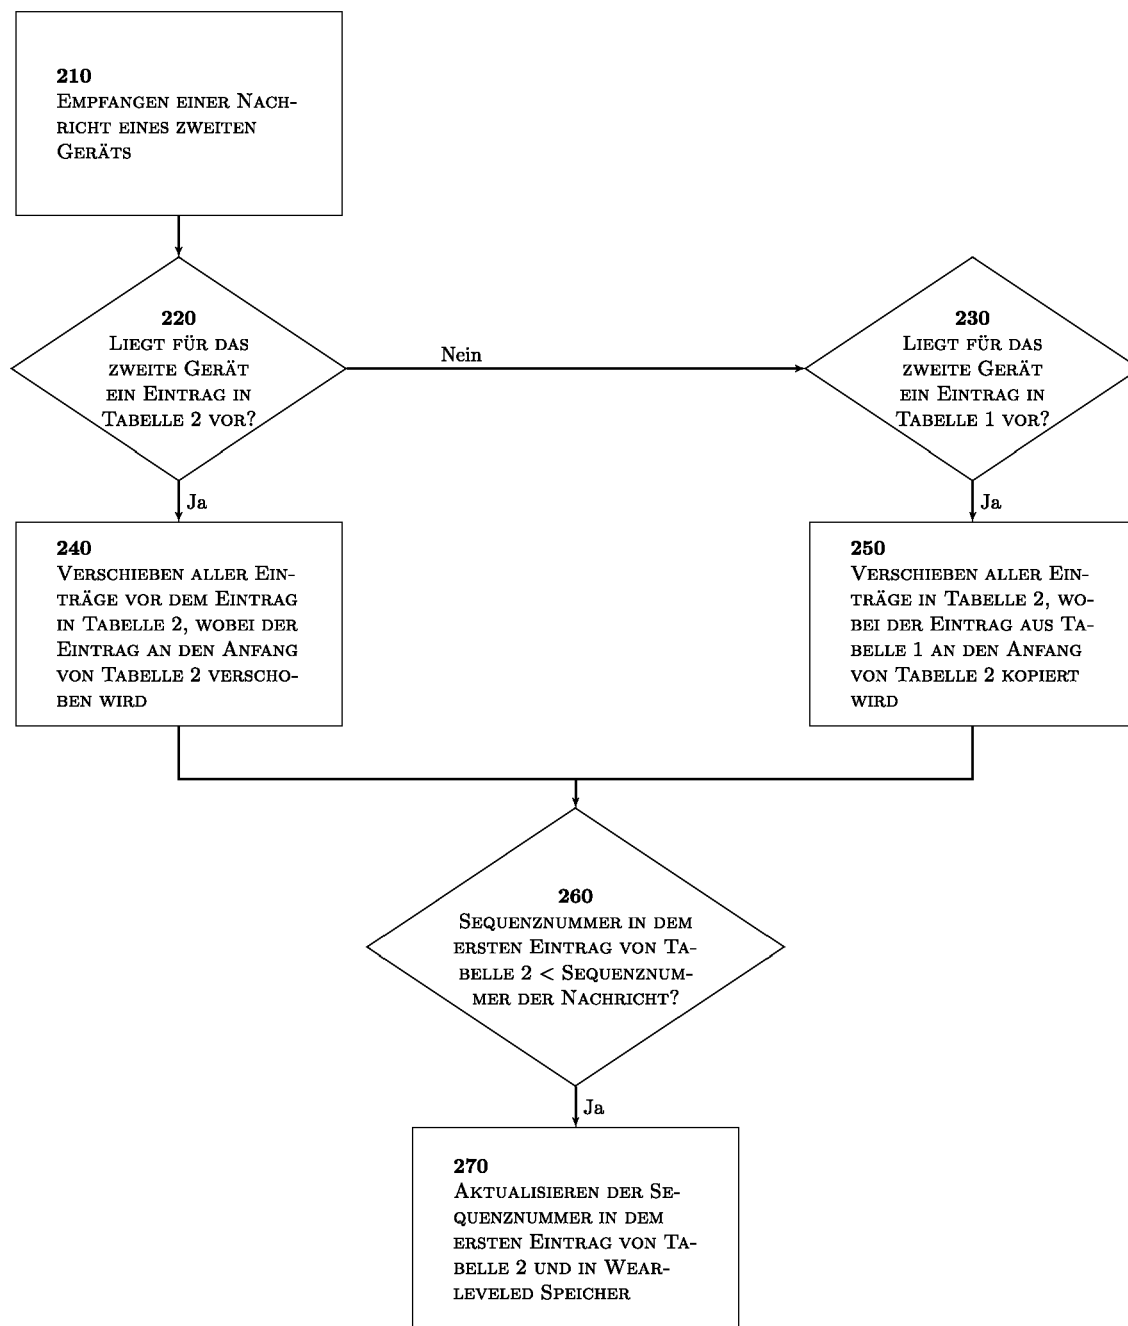 210
Empfangen einer Nach-
richt eines zweiten
Geräts
220
Liegt für das
zweite Gerät
ein Eintrag in
Tabelle 2 vor?
Nein
230
Liegt für das
zweite Gerät
ein Eintrag in
Tabelle 1 vor?
Ja
Ja
240
Verschieben aller Ein-
träge vor dem Eintrag
in Tabelle 2, wobei der
Eintrag an den Anfang
von Tabelle 2 verscho-
ben wird
250
Verschieben aller Ein-
träge in Tabelle 2, wo-
bei der Eintrag aus Ta-
belle 1 an den Anfang
von Tabelle 2 kopiert
wird
260
Sequenznummer in dem
ersten Eintrag von Ta-
belle 2 < Sequenznum-
mer der Nachricht?
Ja
270
Aktualisieren der Se-
quenznummer in dem
ersten Eintrag von Ta-
belle 2 und in Wear-
leveled Speicher